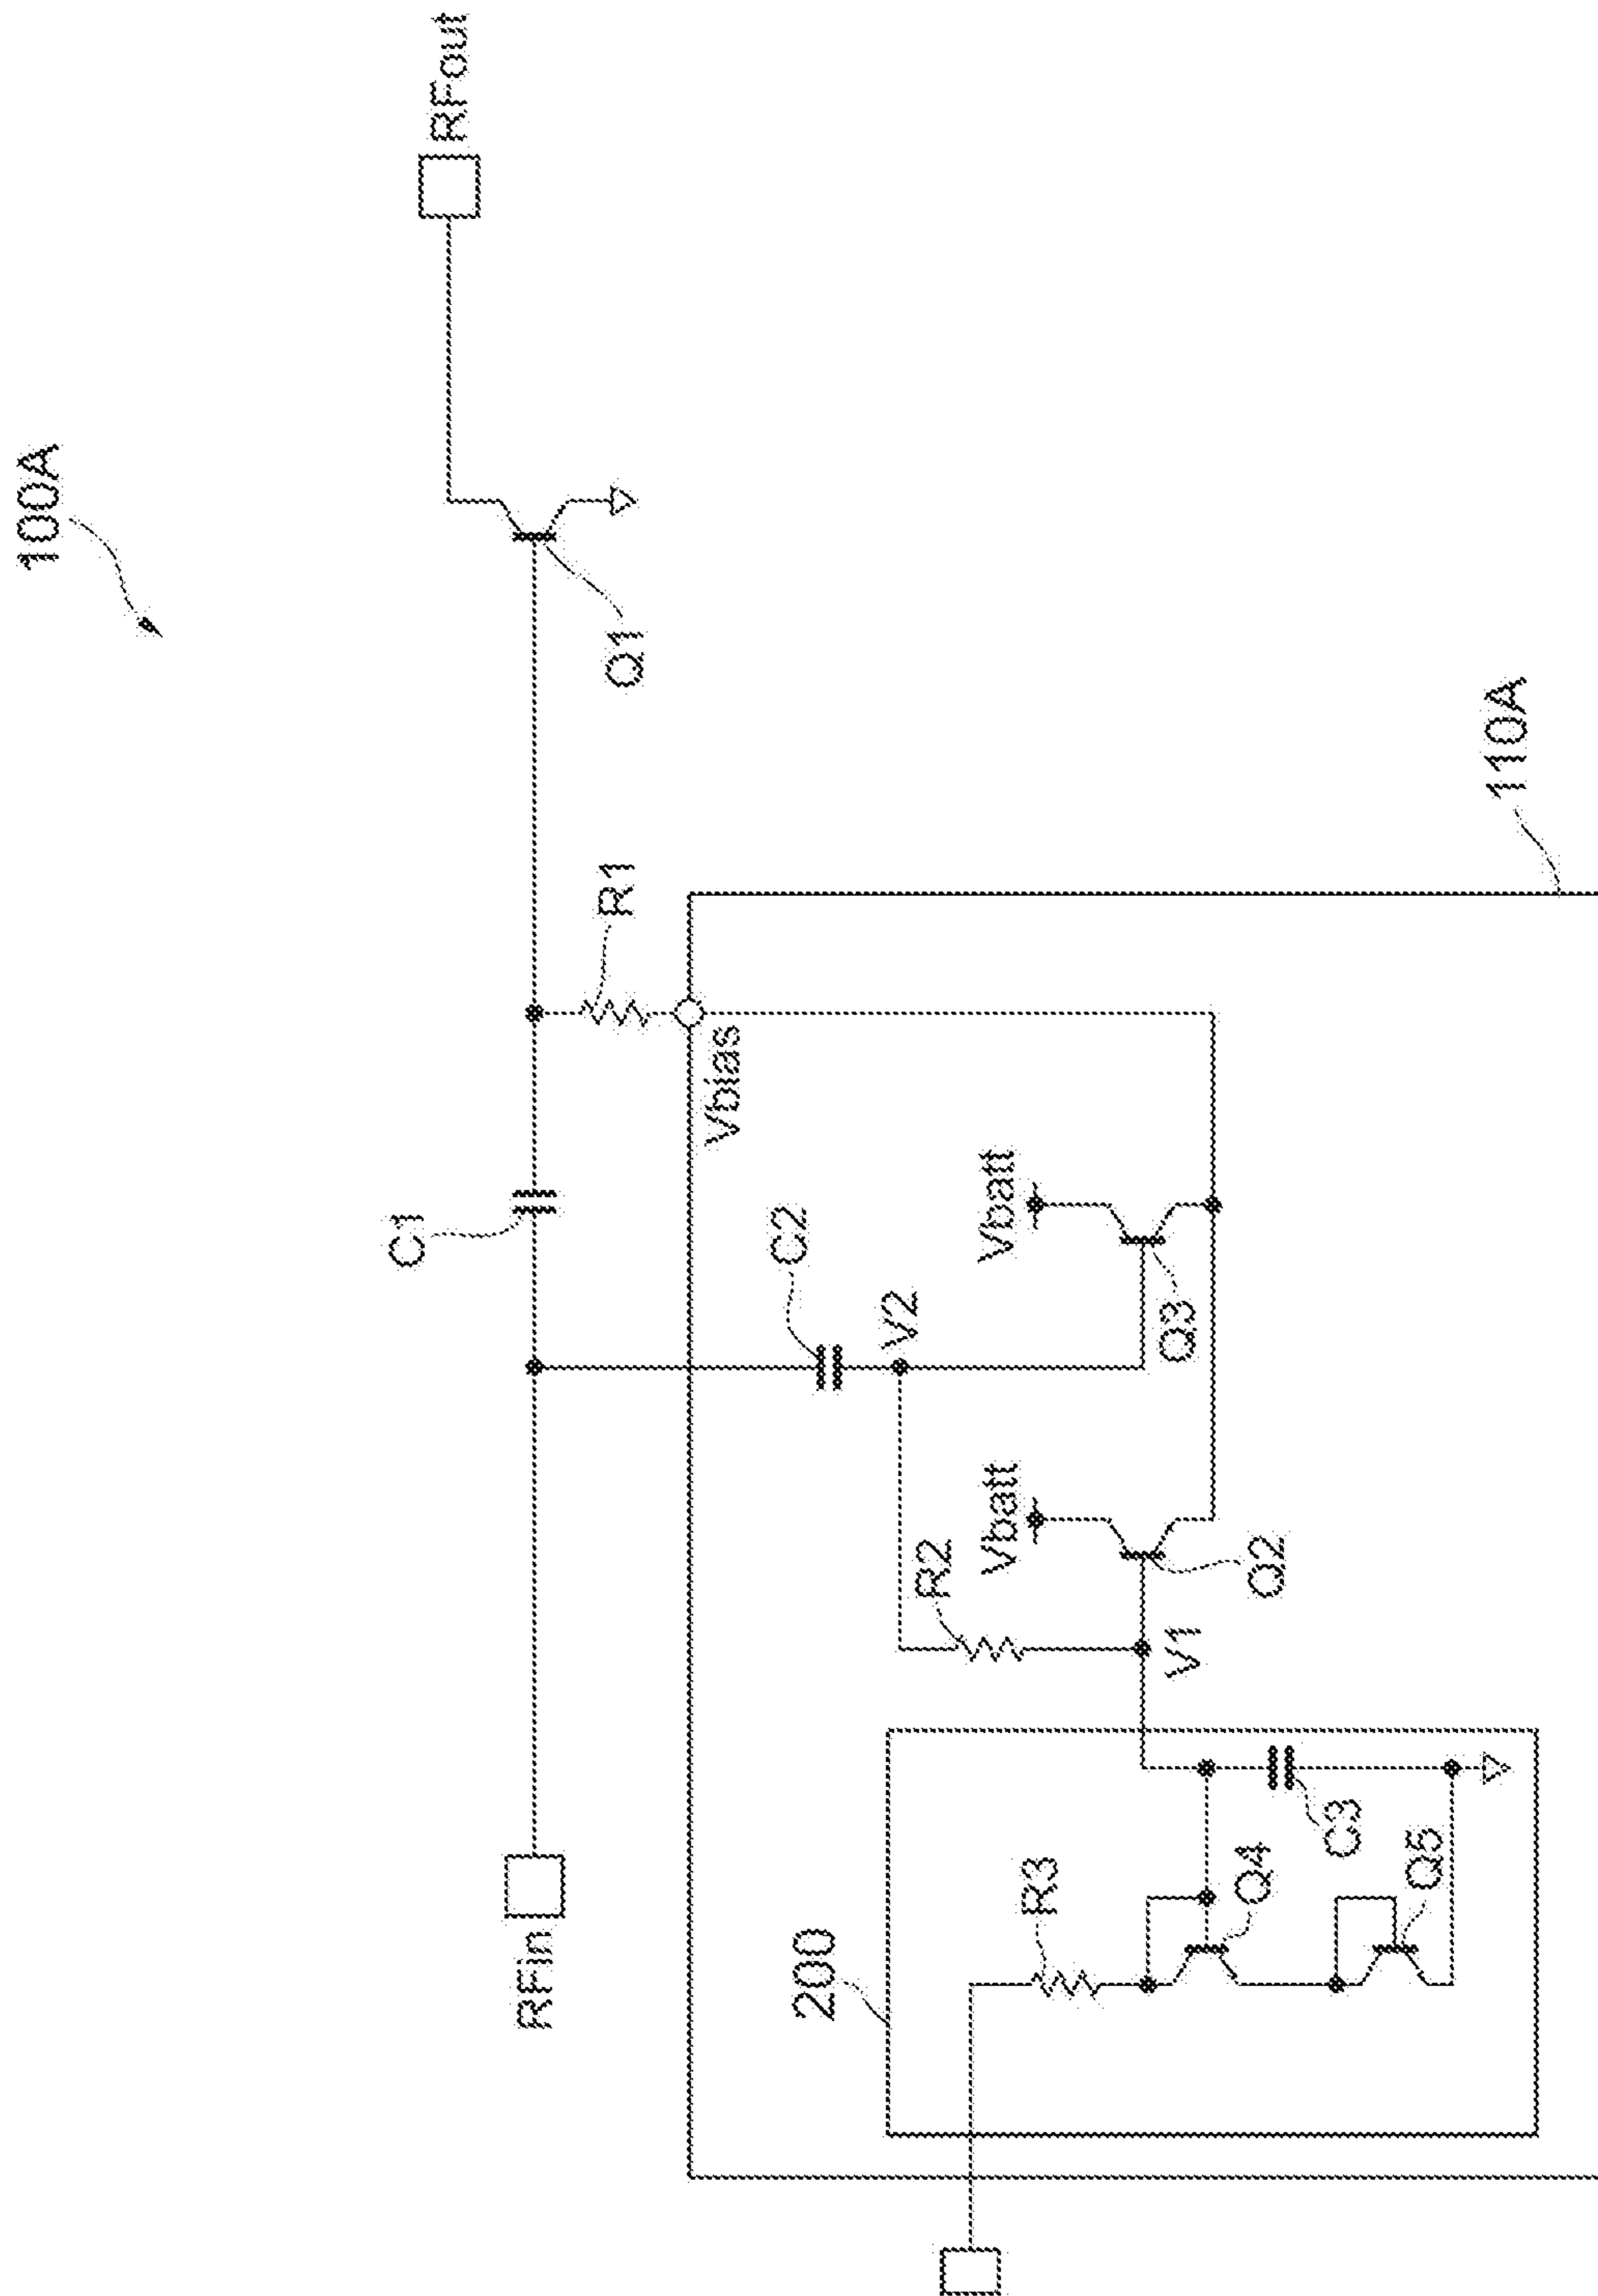 100A
RFin
C1
R1
Q1
RFout
Vbias
C2
V2
R2
Vbatt
Vbatt
Q3
Q2
V1
200
R3
Q4
C3
Q5
110A